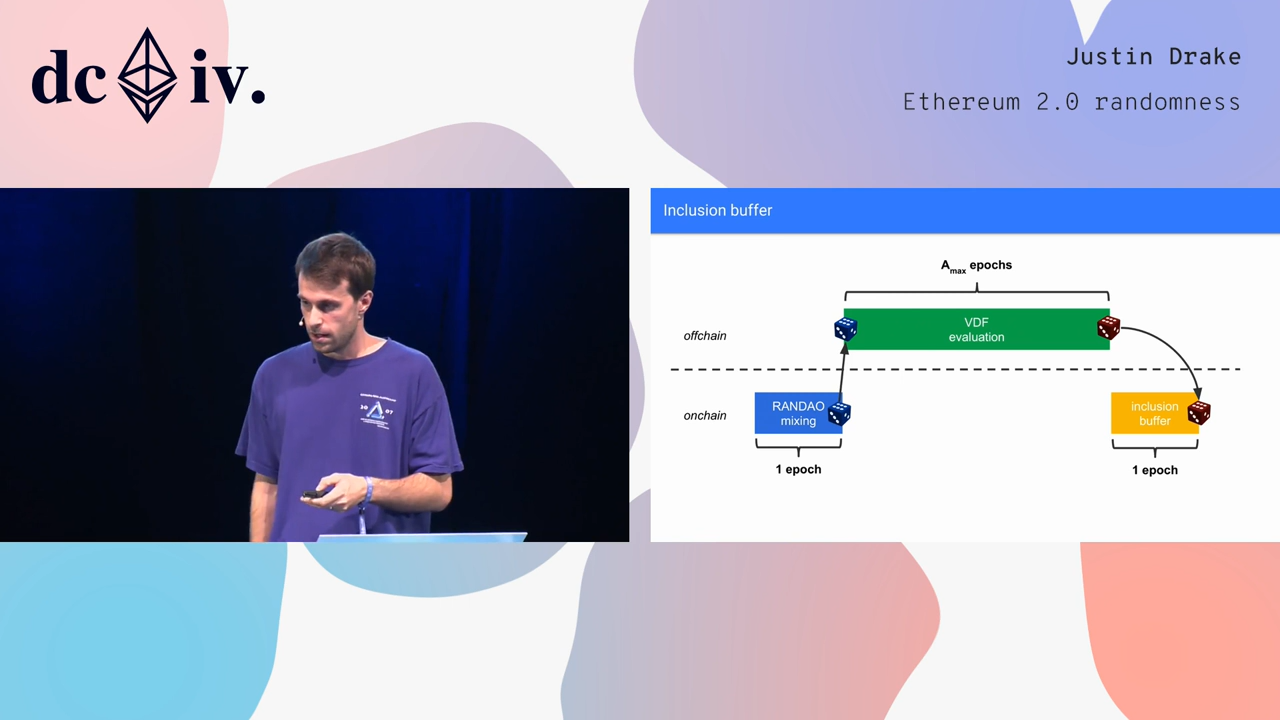 dc iv.
Justin Drake
Ethereum 2.0 randomness
Inclusion buffer
Amax epochs
offchain
VDF
evaluation
onchain
RANDAO
mixing
inclusion
buffer
1 epoch
1 epoch